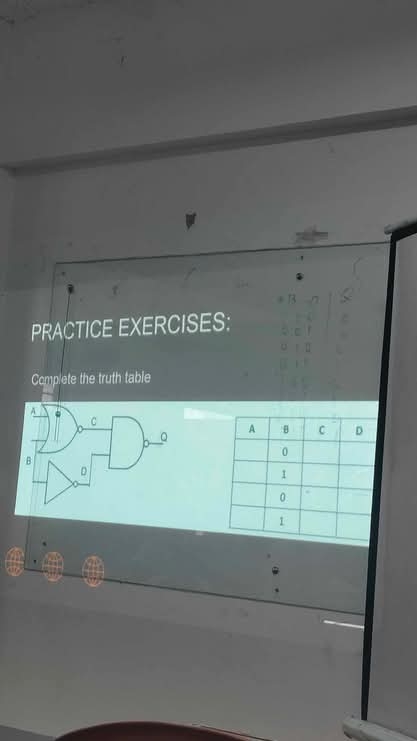 PRACTICE EXERCISES:
Complete the truth table
A
C
Q
B
D
A B C D
0
1
0
1